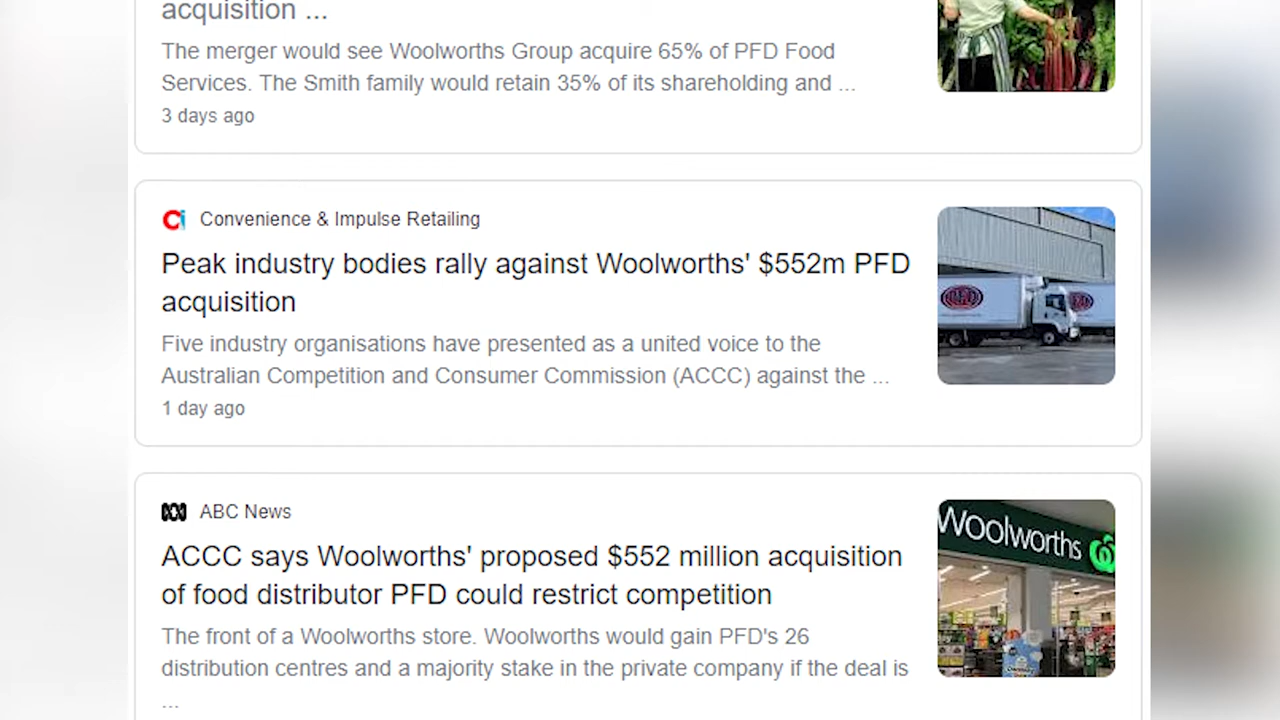 acquisition ...
The merger would see Woolworths Group acquire 65% of PFD Food
Services. The Smith family would retain 35% of its shareholding and ...
3 days ago
Ci Convenience & Impulse Retailing
Peak industry bodies rally against Woolworths' $552m PFD
acquisition
Five industry organisations have presented as a united voice to the
Australian Competition and Consumer Commission (ACCC) against the ...
1 day ago
PFD
PFD
ABC News
ACCC says Woolworths' proposed $552 million acquisition
of food distributor PFD could restrict competition
The front of a Woolworths store. Woolworths would gain PFD's 26
distribution centres and a majority stake in the private company if the deal is
...
Woolworths